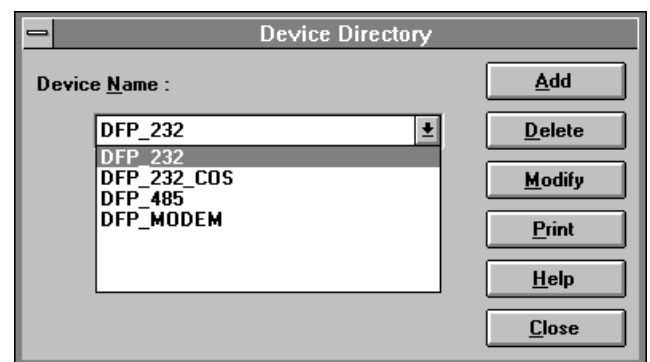 Device Directory
Device Name :
DFP_232
DFP_232
DFP_232_COS
DFP_485
DFP_MODEM
Add
Delete
Modify
Print
Help
Close